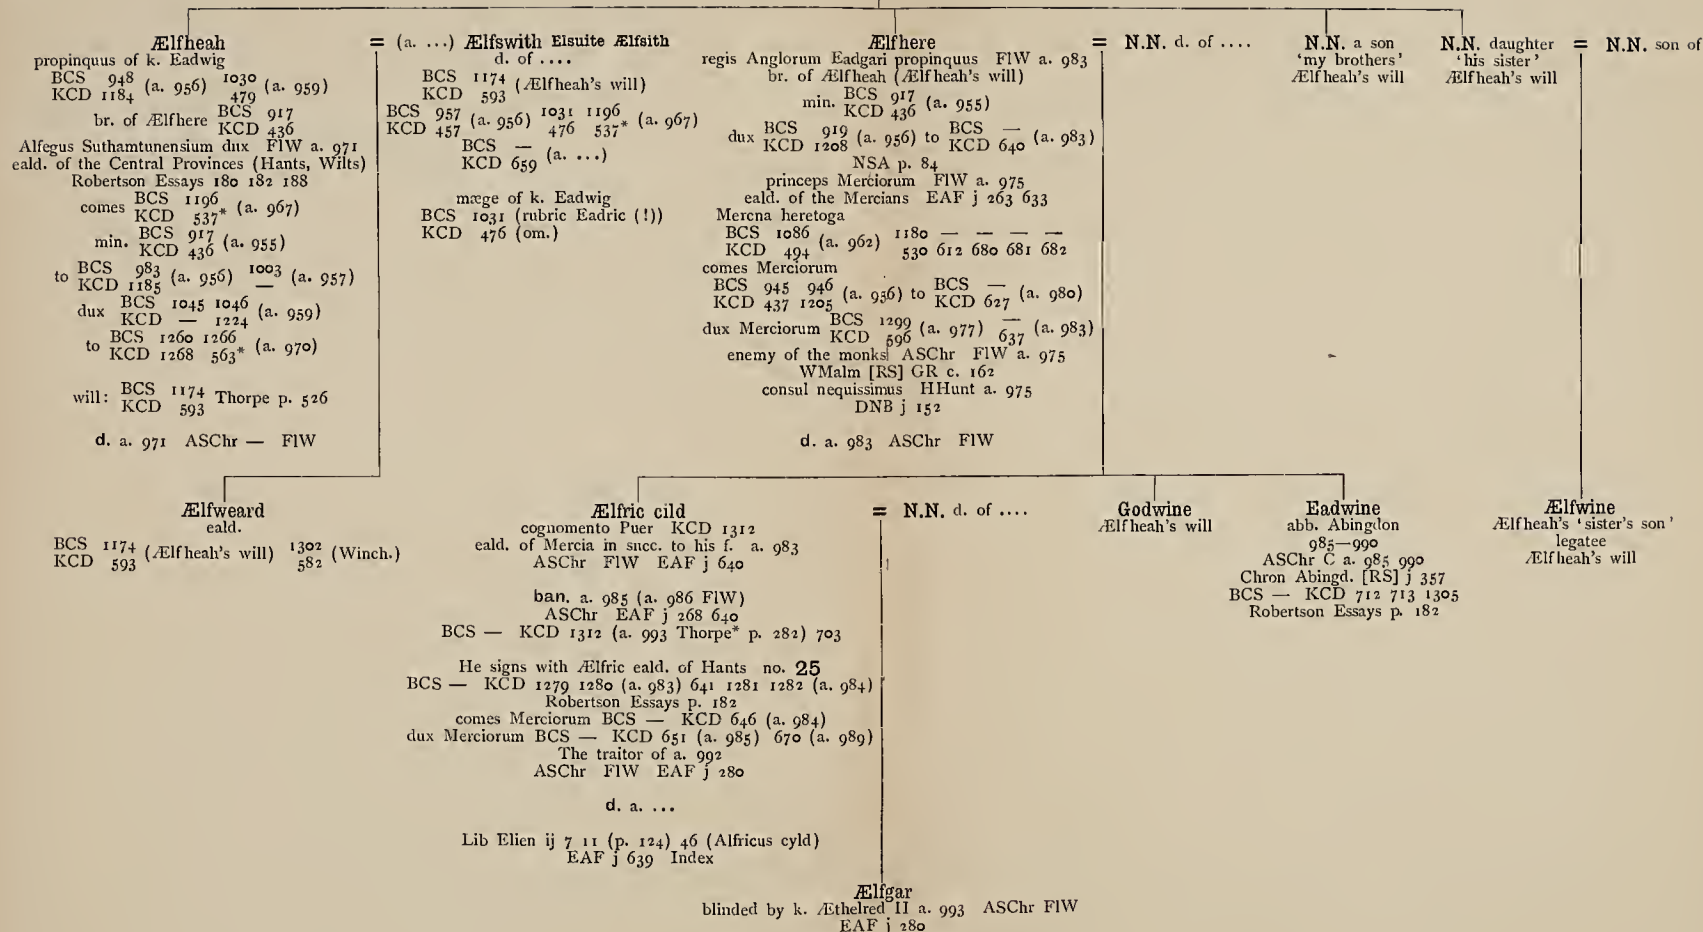 Ælfheah
propinquus of k. Eadwig
BCS 948 (a. 956) 1030 (a. 959)
KCD 1184 479
br. of Ælfhere BCS 917
KCD 436
Alfegus Suthamtunensium dux FlW a. 971
eald. of the Central Provinces (Hants, Wilts)
Robertson Essays 180 182 188
comes BCS 1196 (a. 967)
KCD 537*
min. BCS 917 (a. 955)
KCD 436
to BCS 983 (a. 956) 1003 (a. 957)
KCD 1185 —
dux BCS 1045 1046 (a. 959)
KCD — 1224
to BCS 1260 1266 (a. 970)
KCD 1268 563*
will: BCS 1174 Thorpe p. 526
KCD 593
d. a. 971 ASChr — FlW
= (a. ...) Ælfswith Elsuite Ælfsith
d. of ....
BCS 1174 (Ælfheah's will)
KCD 593
BCS 957 (a. 956) 1031 1196 (a. 967)
KCD 457 476 537*
BCS — (a. ...)
KCD 659
mæge of k. Eadwig
BCS 1031 (rubric Eadric (!))
KCD 476 (om.)
Ælfhere
regis Anglorum Eadgari propinquus FlW a. 983
br. of Ælfheah (Ælfheah's will)
min. BCS 917 (a. 955)
KCD 436
dux BCS 919 (a. 956) to BCS — (a. 983)
KCD 1208 KCD 640
NSA p. 84
princeps Merciorum FlW a. 975
eald. of the Mercians EAF j 263 633
Mercna heretoga
BCS 1086 (a. 962) 1180 — — — —
KCD 494 530 612 680 681 682
comes Merciorum
BCS 945 946 (a. 956) to BCS — (a. 980)
KCD 437 1205 KCD 627
dux Merciorum BCS 1299 (a. 977) — (a. 983)
KCD 596 637
enemy of the monks ASChr FlW a. 975
WMalm [RS] GR c. 162
consul nequissimus HHunt a. 975
DNB j 152
d. a. 983 ASChr FlW
= N.N. d. of ....
N.N. a son
'my brothers'
Ælfheah's will
N.N. daughter
'his sister'
Ælfheah's will
= N.N. son of
Ælfweard
eald.
BCS 1174 (Ælfheah's will) 1302 (Winch.)
KCD 593 582
Ælfric cild
cognomento Puer KCD 1312
eald. of Mercia in succ. to his f. a. 983
ASChr FlW EAF j 640
ban. a. 985 (a. 986 FlW)
ASChr EAF j 268 640
BCS — KCD 1312 (a. 993 Thorpe* p. 282) 703
He signs with Ælfric eald. of Hants no. 25
BCS — KCD 1279 1280 (a. 983) 641 1281 1282 (a. 984)
Robertson Essays p. 182
comes Merciorum BCS — KCD 646 (a. 984)
dux Merciorum BCS — KCD 651 (a. 985) 670 (a. 989)
The traitor of a. 992
ASChr FlW EAF j 280
d. a. ...
Lib Elien ij 7 11 (p. 124) 46 (Alfricus cyld)
EAF j 639 Index
= N.N. d. of ....
Godwine
Ælfheah's will
Eadwine
abb. Abingdon
985—990
ASChr C a. 985 990
Chron Abingd. [RS] j 357
BCS — KCD 712 713 1305
Robertson Essays p. 182
Ælfwine
Ælfheah's 'sister's son'
legatee
Ælfheah's will
Ælfgar
blinded by k. Æthelred II a. 993 ASChr FlW
EAF j 280